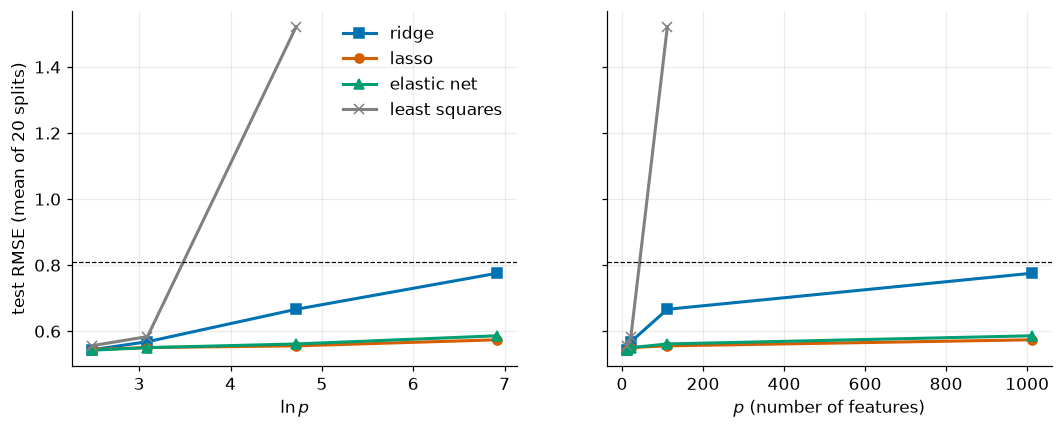 test RMSE (mean of 20 splits)
1.4
1.2
1.0
0.8
0.6
ridge
lasso
elastic net
least squares
3 4 5 6 7
ln p
0 200 400 600 800 1000
p (number of features)